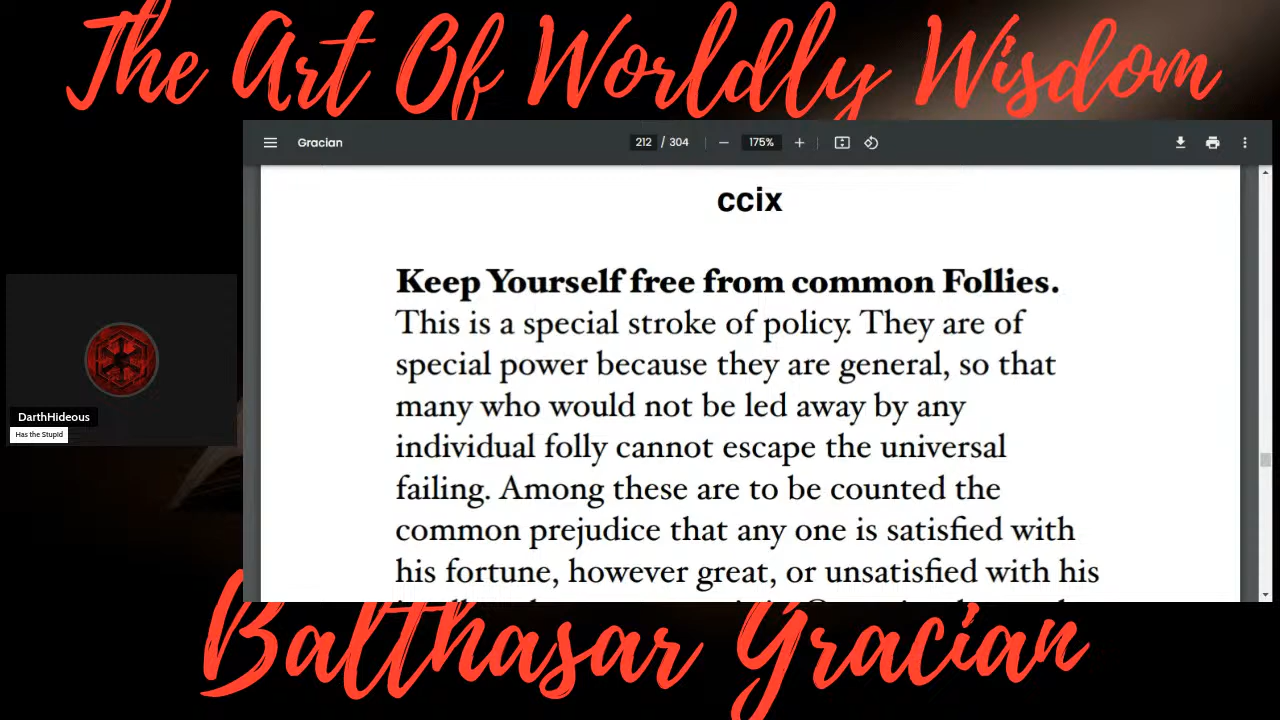 The Art Of Worldly Wisdom
Gracian
212 / 304
175%
ccix
Keep Yourself free from common Follies.
This is a special stroke of policy. They are of
special power because they are general, so that
many who would not be led away by any
individual folly cannot escape the universal
failing. Among these are to be counted the
common prejudice that any one is satisfied with
his fortune, however great, or unsatisfied with his
DarthHideous
Has the Stupid
Balthasar Gracian